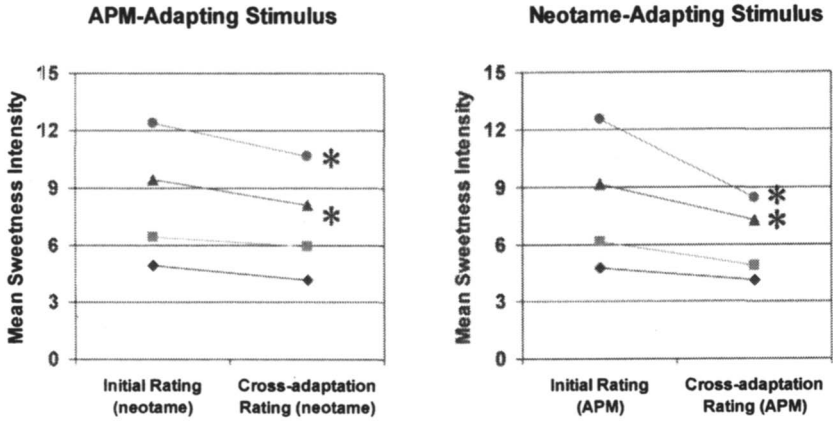 APM-Adapting Stimulus
Mean Sweetness Intensity
15
12
9
6
3
0
*
*
Initial Rating
(neotame)
Cross-adaptation
Rating (neotame)
Neotame-Adapting Stimulus
Mean Sweetness Intensity
15
12
9
6
3
0
*
*
Initial Rating
(APM)
Cross-adaptation
Rating (APM)